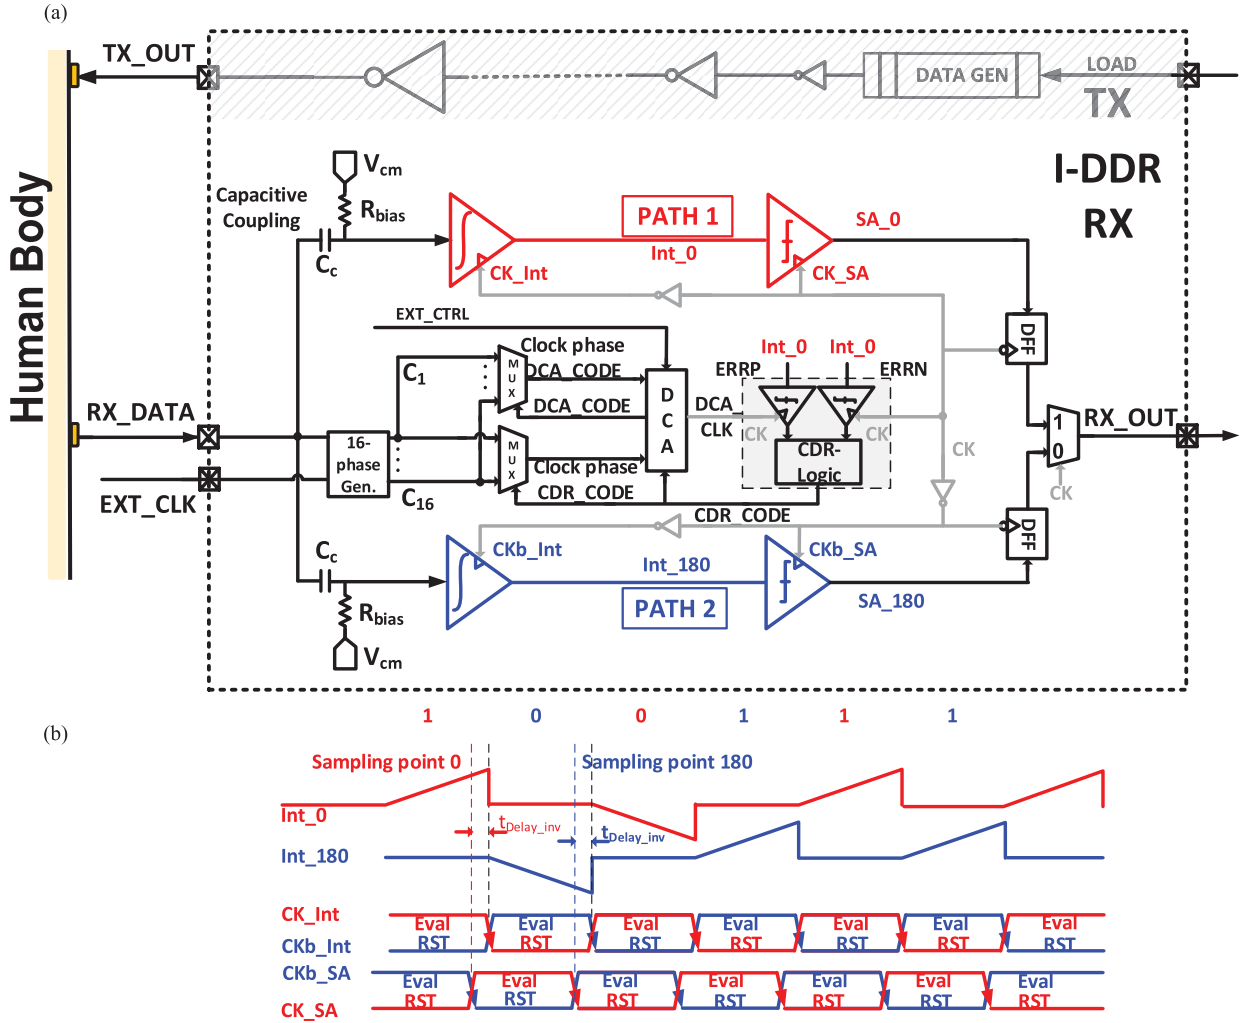 (a)
TX_OUT
DATA GEN
LOAD
TX
Human Body
Vcm
Capacitive
Coupling
Rbias
Cc
PATH 1
Int_0
CK_Int
SA_0
CK_SA
I-DDR
RX
EXT_CTRL
Clock phase
DCA_CODE
C1
MUX
DCA_CODE
DCA
DCA_
CLK
Int_0
Int_0
ERRP
ERRN
CK
CK
CDR-
Logic
DFF
RX_DATA
16-
phase
Gen.
MUX
Clock phase
CDR_CODE
C16
EXT_CLK
CDR_CODE
CK
1
0
CK
RX_OUT
DFF
Cc
CKb_Int
Int_180
CKb_SA
PATH 2
SA_180
Rbias
Vcm
1 0 0 1 1 1
(b)
Sampling point 0
Sampling point 180
Int_0
tDelay_inv
tDelay_inv
Int_180
CK_Int
Eval Eval Eval Eval Eval Eval Eval
CKb_Int
RST RST RST RST RST RST RST
CKb_SA
Eval Eval Eval Eval Eval Eval
CK_SA
RST RST RST RST RST RST